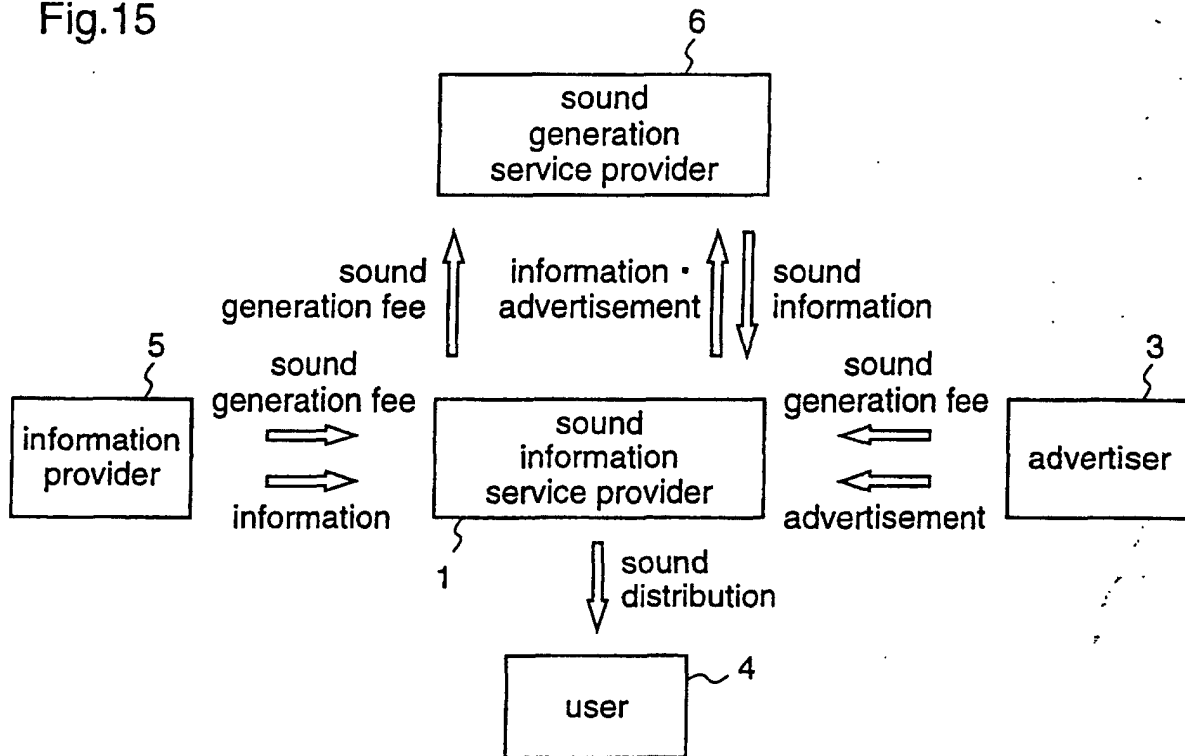 Fig.15
6
sound
generation
service provider
sound
generation fee
information・
advertisement
sound
information
5
information
provider
sound
generation fee
information
sound
information
service provider
1
sound
generation fee
advertisement
3
advertiser
sound
distribution
user
4